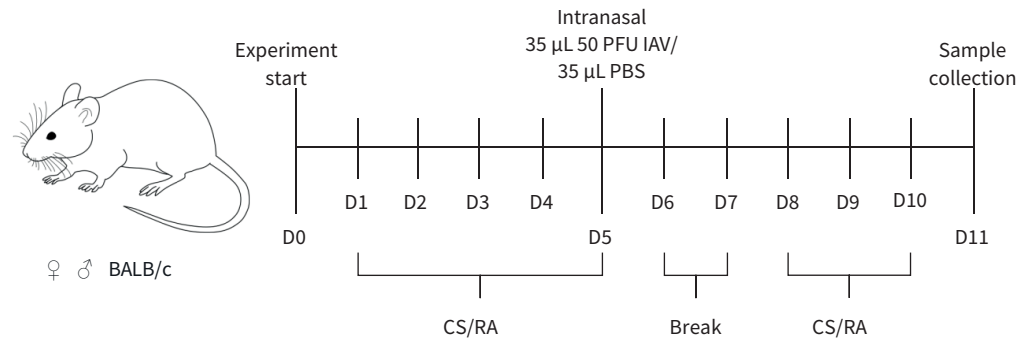 Experiment
start
Intranasal
35 µL 50 PFU IAV/
35 µL PBS
Sample
collection
D1 D2 D3 D4 D6 D7 D8 D9 D10
D0 D5 D11
♀ ♂ BALB/c
CS/RA Break CS/RA